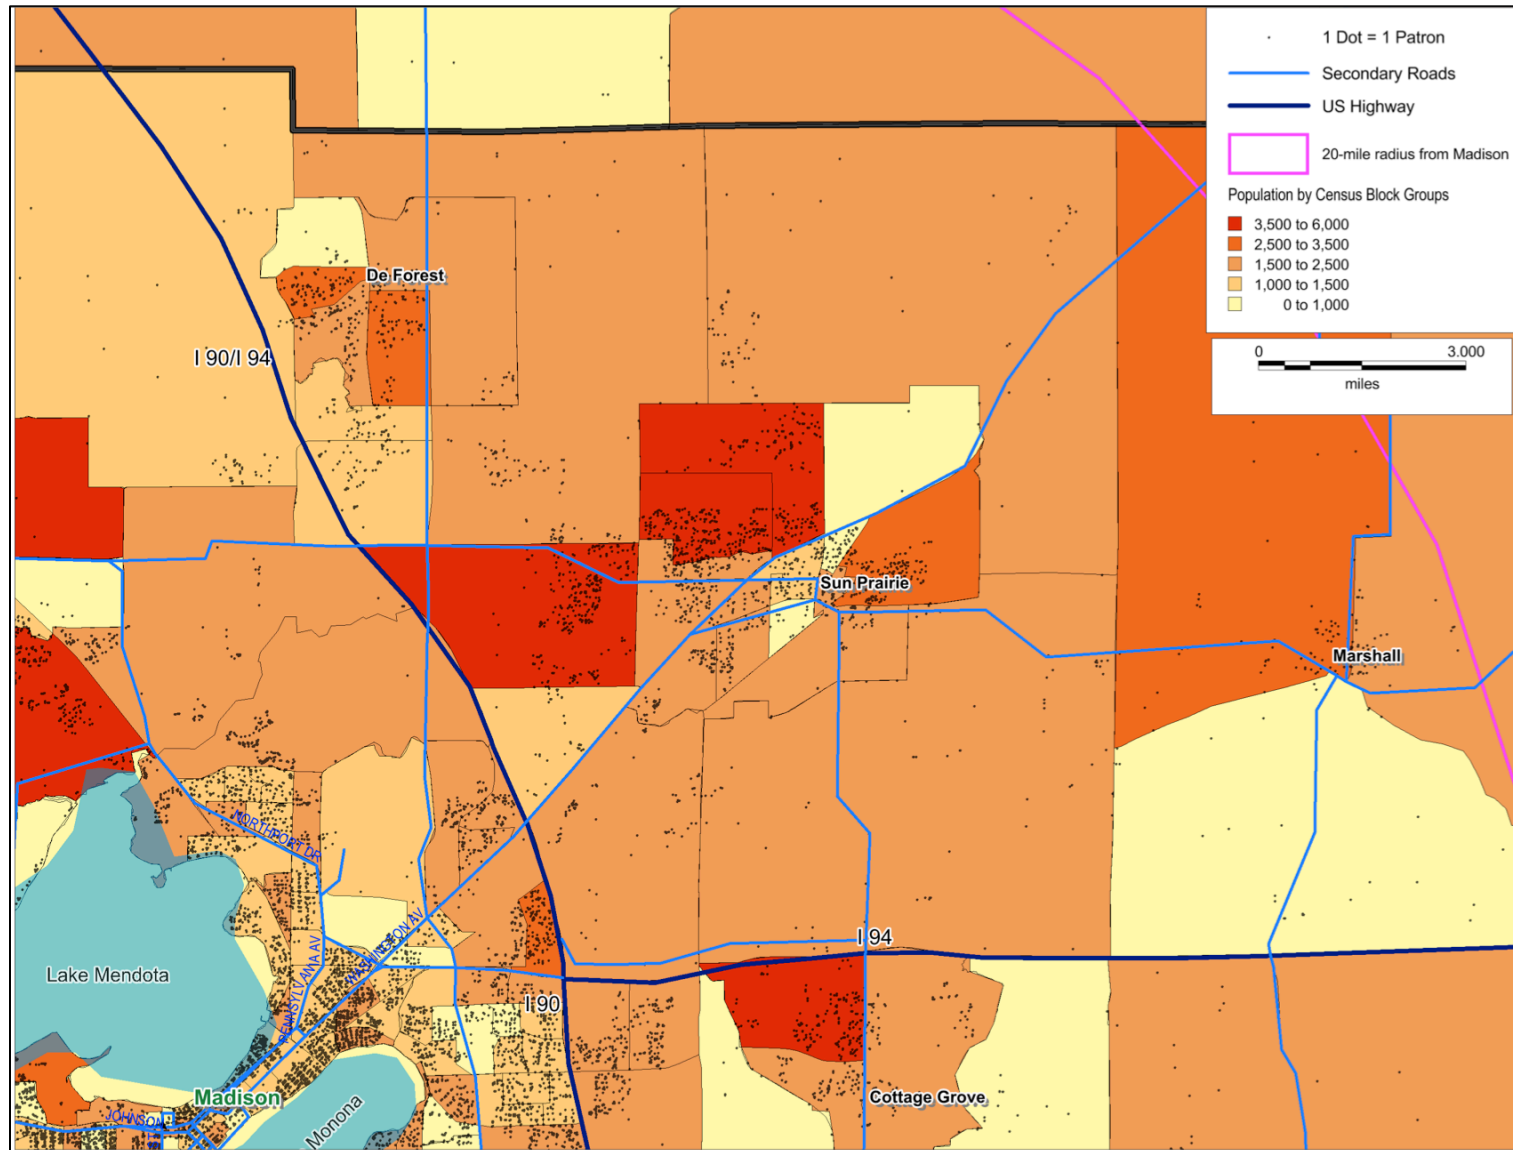 1 Dot = 1 Patron
Secondary Roads
US Highway
20-mile radius from Madison
Population by Census Block Groups
3,500 to 6,000
2,500 to 3,500
1,500 to 2,500
1,000 to 1,500
0 to 1,000
0 3.000
miles
De Forest
I 90/I 94
Sun Prairie
Marshall
NORTHPORT DR
WASHINGTON AV
PENNSYLVANIA AV
I 94
Lake Mendota
I 90
Madison
Cottage Grove
JOHNSON
Monona